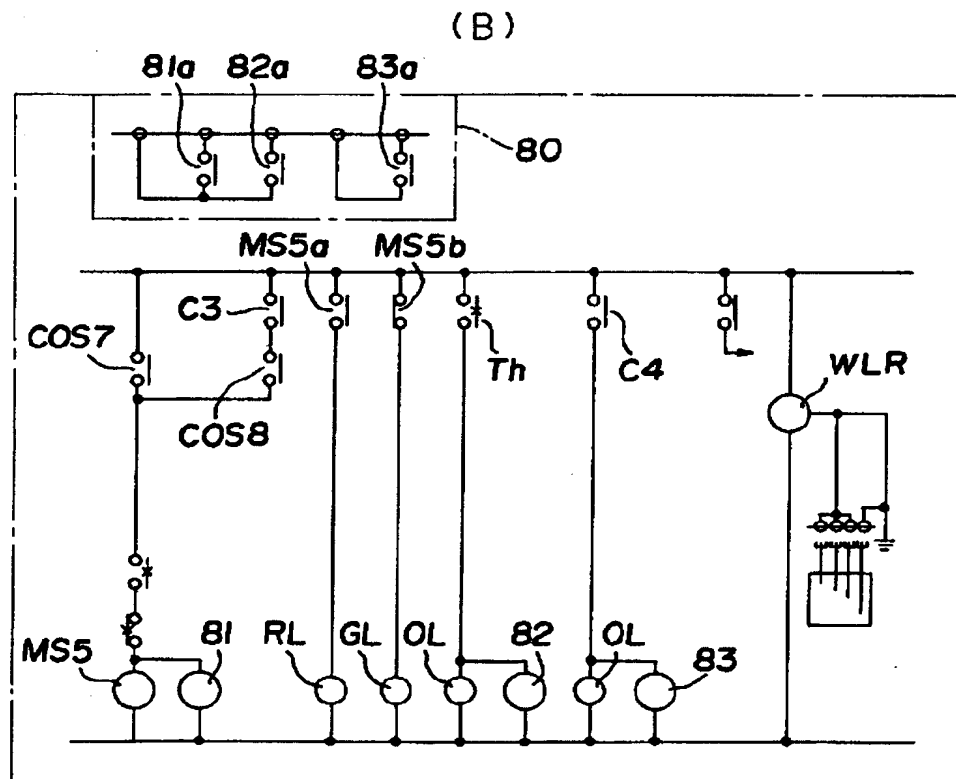 (B)
81a 82a 83a
80
MS5a MS5b
C3
COS7
Th
C4
WLR
COS8
MS5 81 RL GL OL 82 OL 83